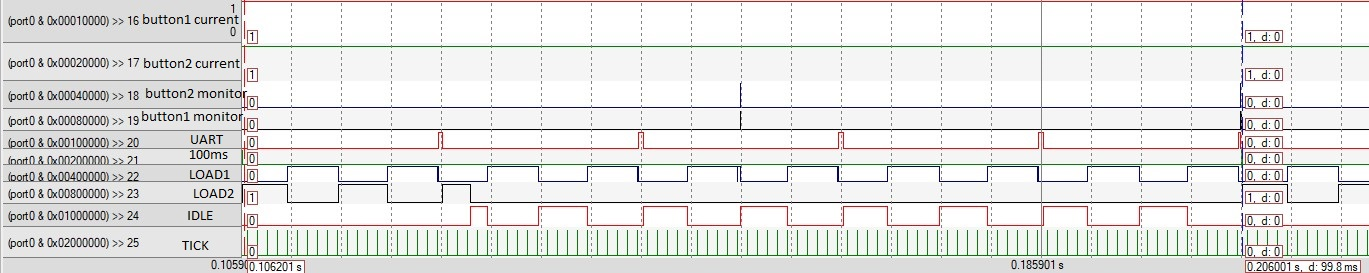 1
(port0 & 0x00010000) >> 16 button1 current
0
1
1, d: 0
(port0 & 0x00020000) >> 17 button2 current
1
1, d: 0
(port0 & 0x00040000) >> 18 button2 monitor
0
0, d: 0
(port0 & 0x00080000) >> 19 button1 monitor
0
0, d: 0
(port0 & 0x00100000) >> 20 UART
0
0, d: 0
(port0 & 0x00200000) >> 21 100ms
0
0, d: 0
(port0 & 0x00400000) >> 22 LOAD1
0
0, d: 0
(port0 & 0x00800000) >> 23 LOAD2
1
1, d: 0
(port0 & 0x01000000) >> 24 IDLE
0
0, d: 0
(port0 & 0x02000000) >> 25 TICK
0
0, d: 0
0.1059 0.106201 s 0.185901 s 0.206001 s, d: 99.8 ms